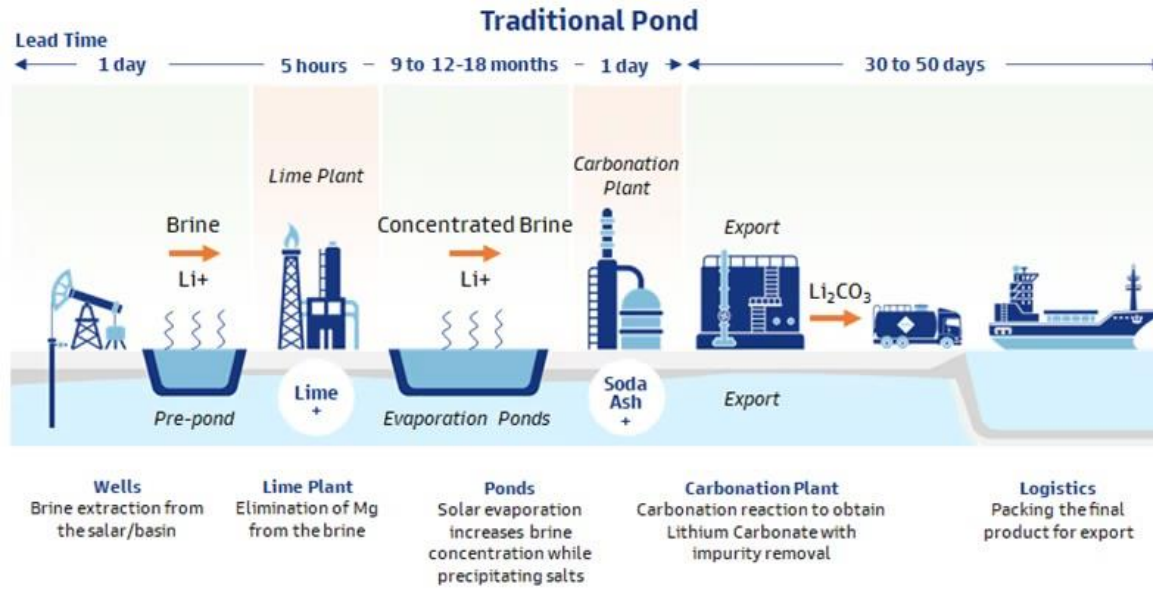 Traditional Pond
Lead Time
1 day
5 hours
9 to 12-18 months
1 day
30 to 50 days
Lime Plant
Carbonation
Plant
Brine
Li+
Concentrated Brine
Li+
Export
Li₂CO₃
Pre-pond
Lime
+
Evaporation Ponds
Soda
Ash
+
Export
Wells
Brine extraction from
the salar/basin
Lime Plant
Elimination of Mg
from the brine
Ponds
Solar evaporation
increases brine
concentration while
precipitating salts
Carbonation Plant
Carbonation reaction to obtain
Lithium Carbonate with
impurity removal
Logistics
Packing the final
product for export